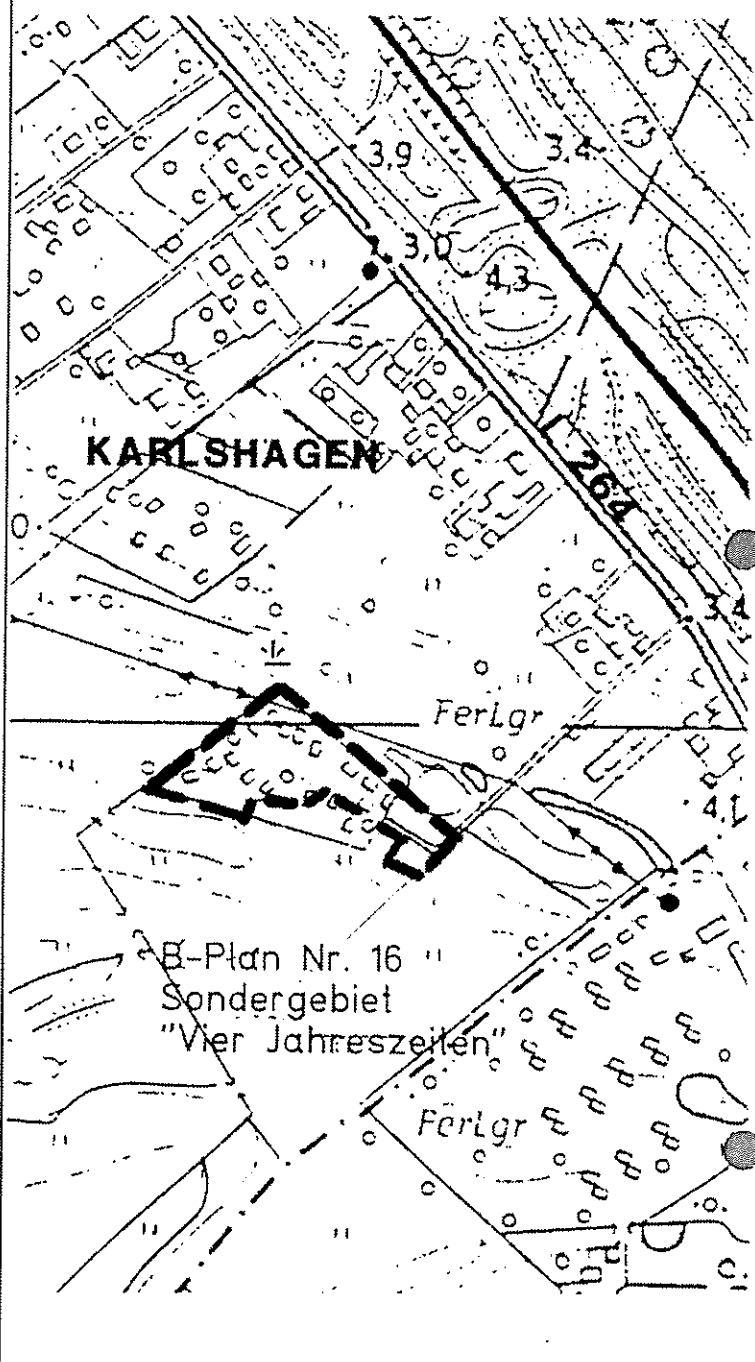 3,9
3,4
3,0
4,3
KARLSHAGEN
264
3,4
FerLgr
4,1
B-Plan Nr. 16
Sondergebiet
"Vier Jahreszeiten"
FerLgr